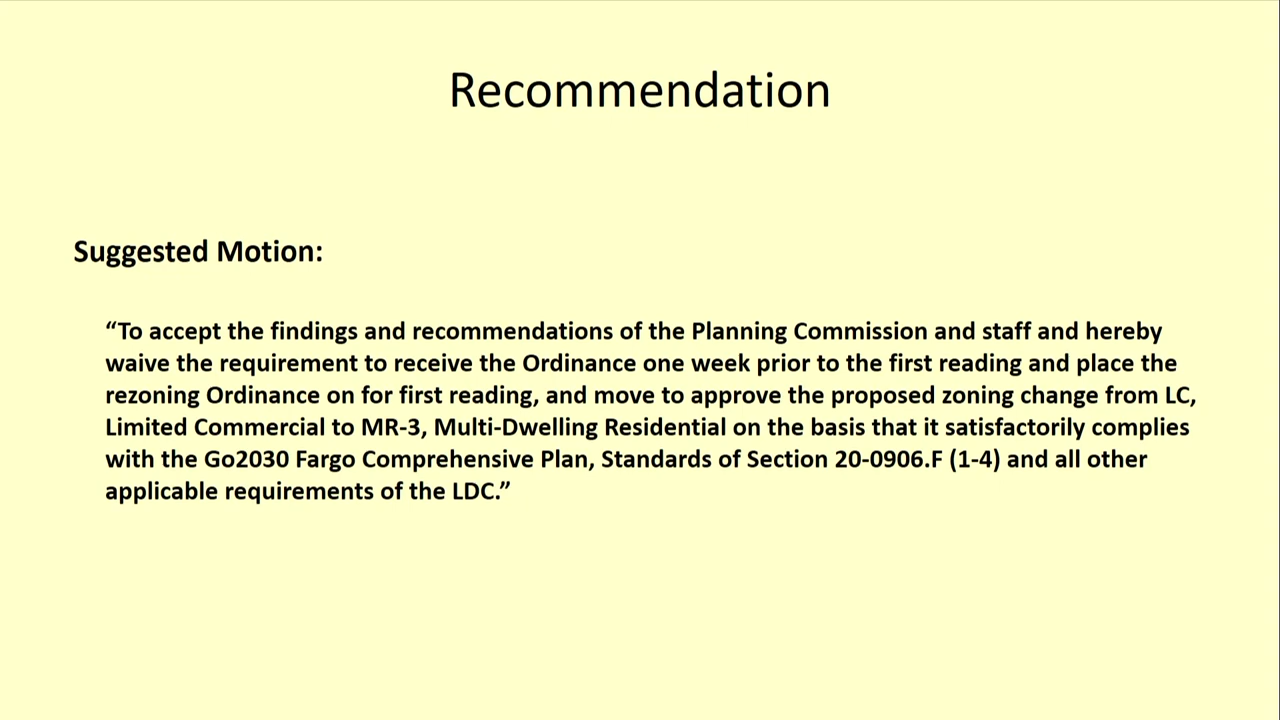 Recommendation
Suggested Motion:
“To accept the findings and recommendations of the Planning Commission and staff and hereby
waive the requirement to receive the Ordinance one week prior to the first reading and place the
rezoning Ordinance on for first reading, and move to approve the proposed zoning change from LC,
Limited Commercial to MR-3, Multi-Dwelling Residential on the basis that it satisfactorily complies
with the Go2030 Fargo Comprehensive Plan, Standards of Section 20-0906.F (1-4) and all other
applicable requirements of the LDC.”